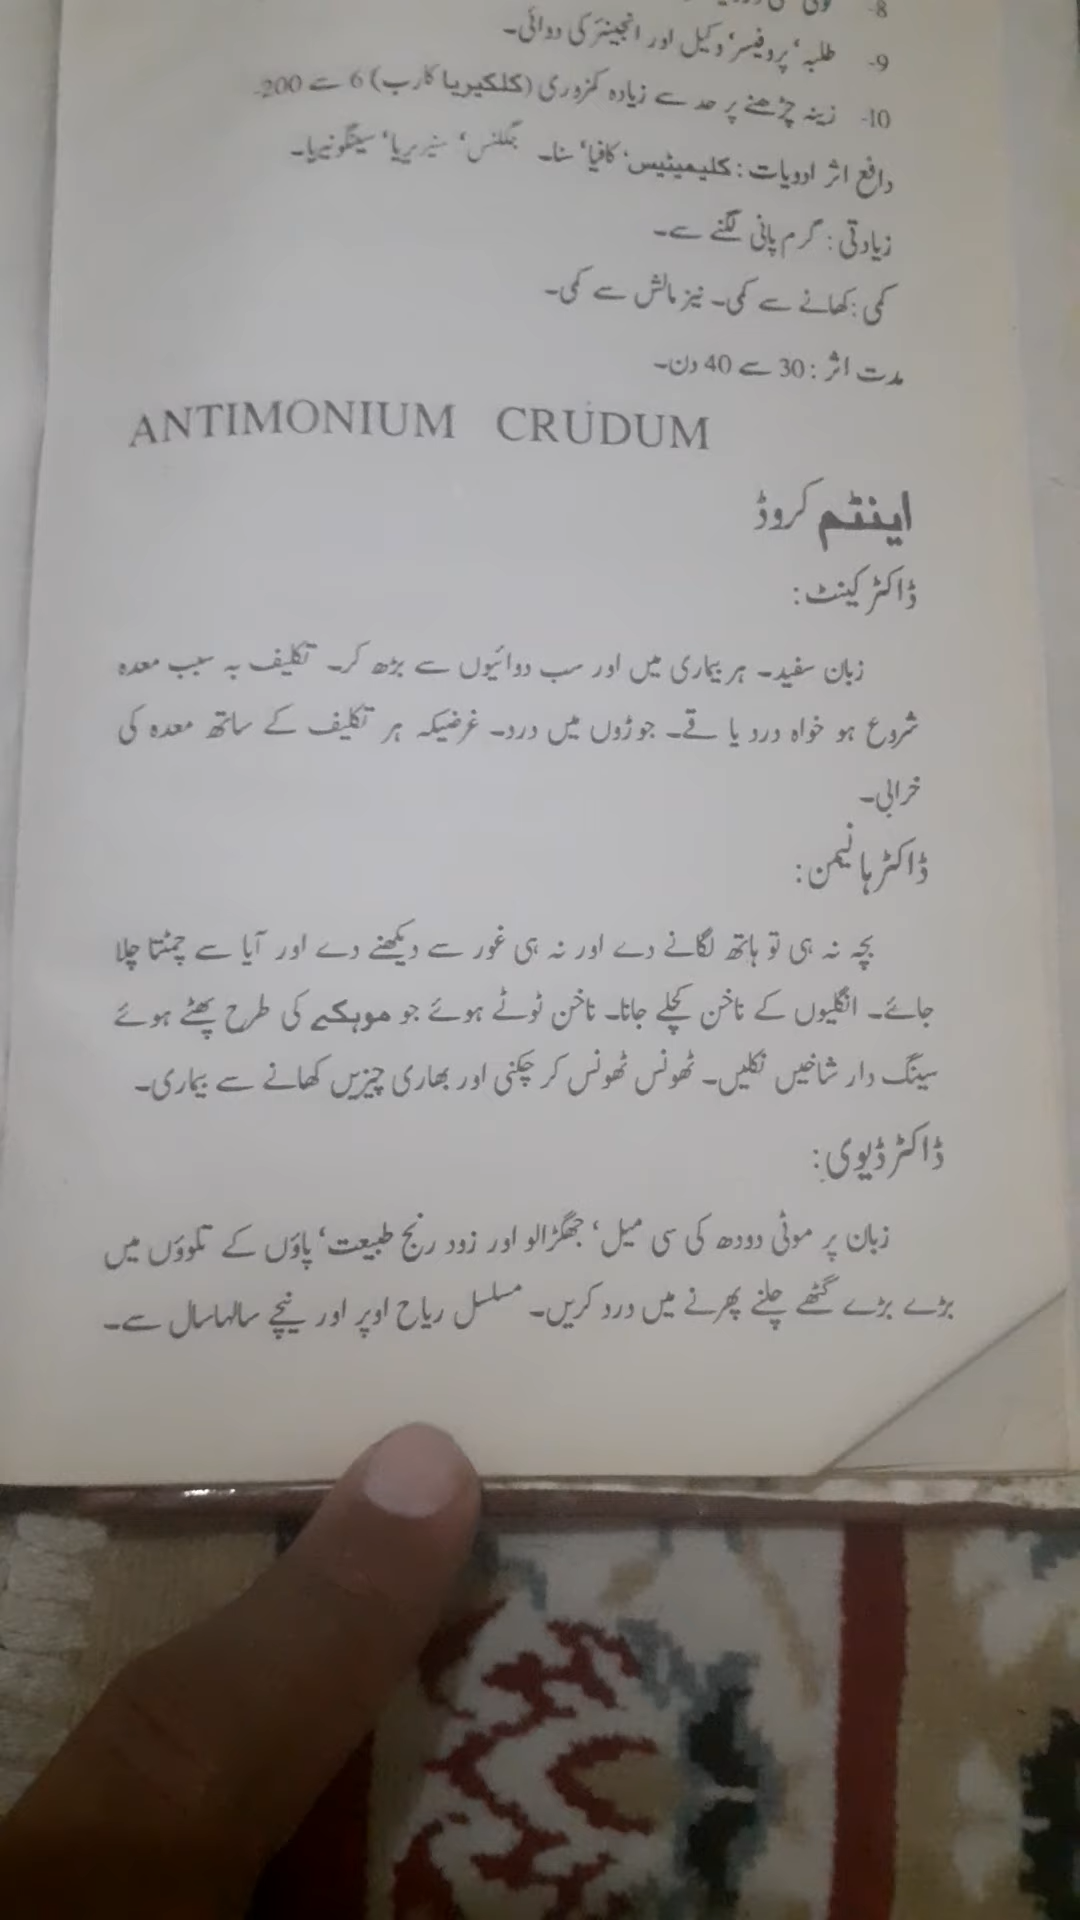 -8
-9 طلبہ‘ پروفیسر‘ وکیل اور انجینئر کی دوائی۔
-10 زینہ چڑھنے پر حد سے زیادہ کمزوری (کلکیریا کارب) 6 سے 200۔
دافع اثر ادویات : کلیمیٹیس‘ کافیا‘ سنا۔ جگلنس‘ سینگونیریا۔
زیادتی : گرم پانی لگنے سے۔
کمی : کھانے سے کمی۔ نیز مالش سے کمی۔
مدت اثر : 30 سے 40 دن۔
ANTIMONIUM CRUDUM
اینٹم کروڈ
ڈاکٹر کینٹ :
زبان سفید۔ ہر بیماری میں اور سب دوائیوں سے بڑھ کر۔ تکلیف بہ سبب معدہ
شروع ہو خواہ درد یا قے۔ جوڑوں میں درد۔ غرضیکہ ہر تکلیف کے ساتھ معدہ کی
خرابی۔
ڈاکٹر ہانیمن :
بچہ نہ ہی تو ہاتھ لگانے دے اور نہ ہی غور سے دیکھنے دے اور آیا سے چمٹتا چلا
جائے۔ انگلیوں کے ناخن کچلے جانا۔ ناخن ٹوٹے ہوئے جو موہکے کی طرح پھٹے ہوئے
سینگ دار شاخیں نکلیں۔ ٹھونس ٹھونس کر چکنی اور بھاری چیزیں کھانے سے بیماری۔
ڈاکٹر ڈیوی :
زبان پر موٹی دودھ کی سی میل‘ جھگڑالو اور زود رنج طبیعت‘ پاؤں کے تلوؤں میں
بڑے بڑے گٹھے چلنے پھرنے میں درد کریں۔ مسلسل ریاح اوپر اور نیچے سالہاسال سے۔